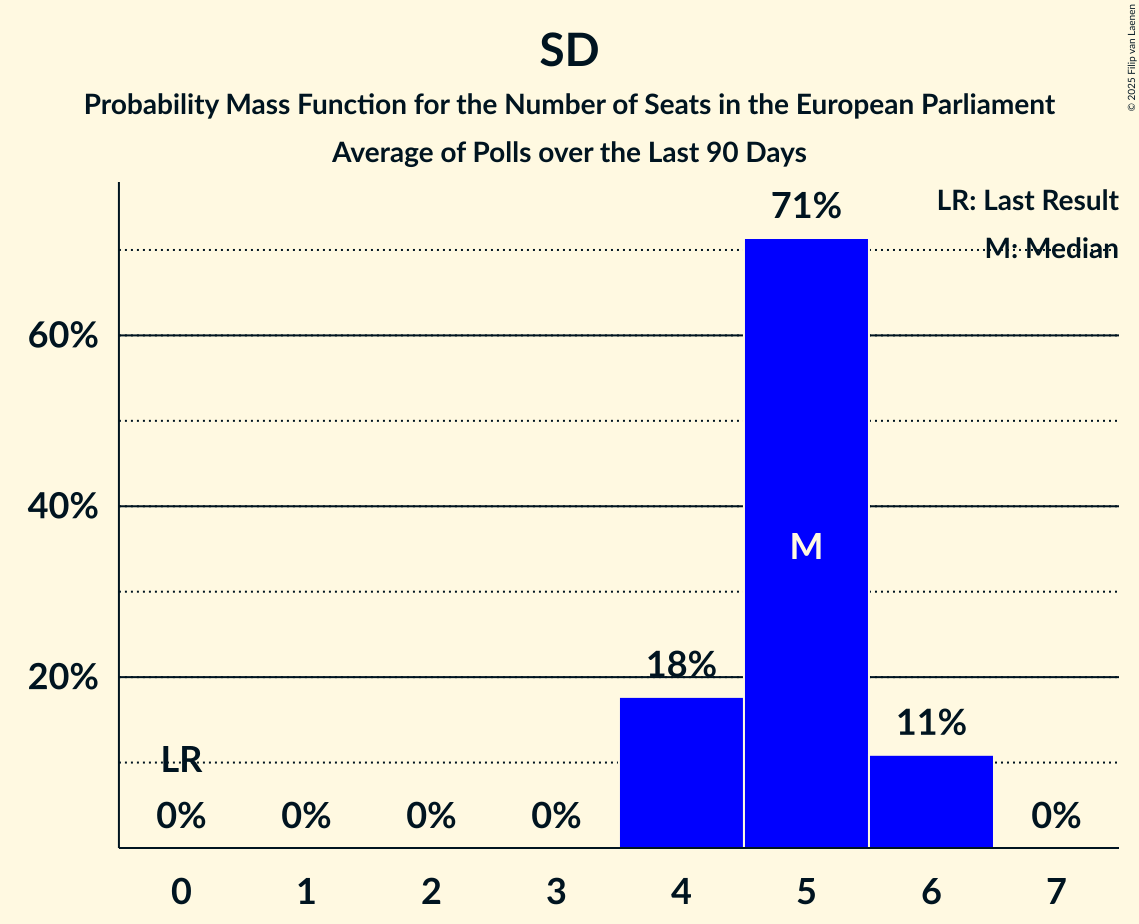 SD
Probability Mass Function for the Number of Seats in the European Parliament
Average of Polls over the Last 90 Days
© 2025 Filip van Laenen
LR: Last Result
M: Median
71%
60%
40%
M
20%
18%
11%
LR
0%
0%
0%
0%
0%
0 1 2 3 4 5 6 7